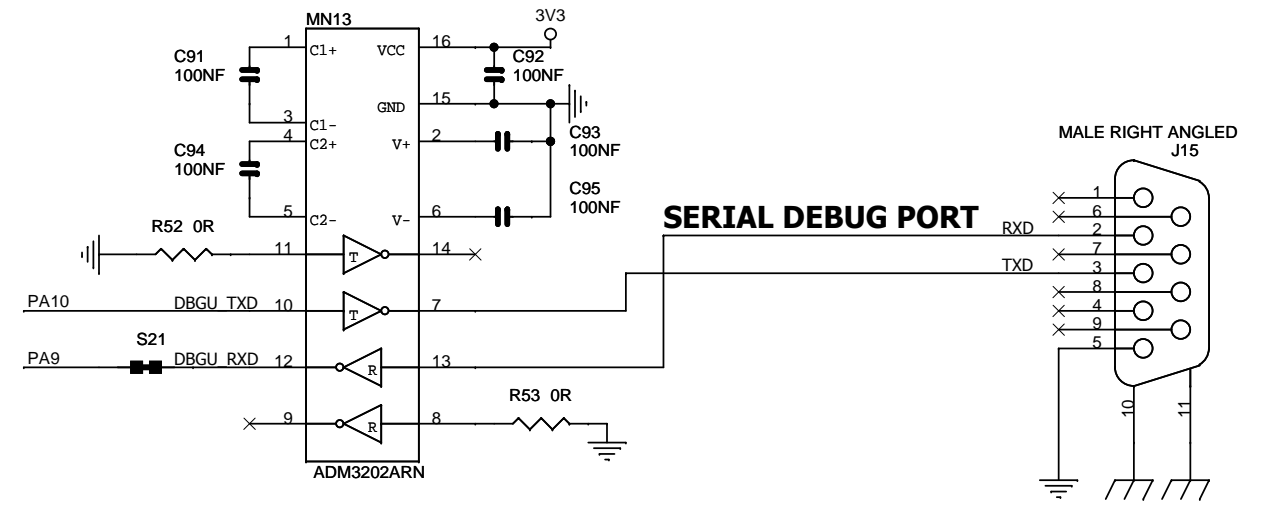 MN13
3V3
1
C1+
VCC
16
C91
100NF
C92
100NF
GND
15
3
C1-
4
C2+
V+
2
C93
100NF
C94
100NF
5
C2-
V-
6
C95
100NF
MALE RIGHT ANGLED
J15
SERIAL DEBUG PORT
R52 0R
11
T
14
PA10
DBGU_TXD
10
T
7
S21
PA9
DBGU_RXD
12
R
13
9
R
8
R53 0R
ADM3202ARN
1
6
RXD
2
7
TXD
3
8
4
9
5
10
11